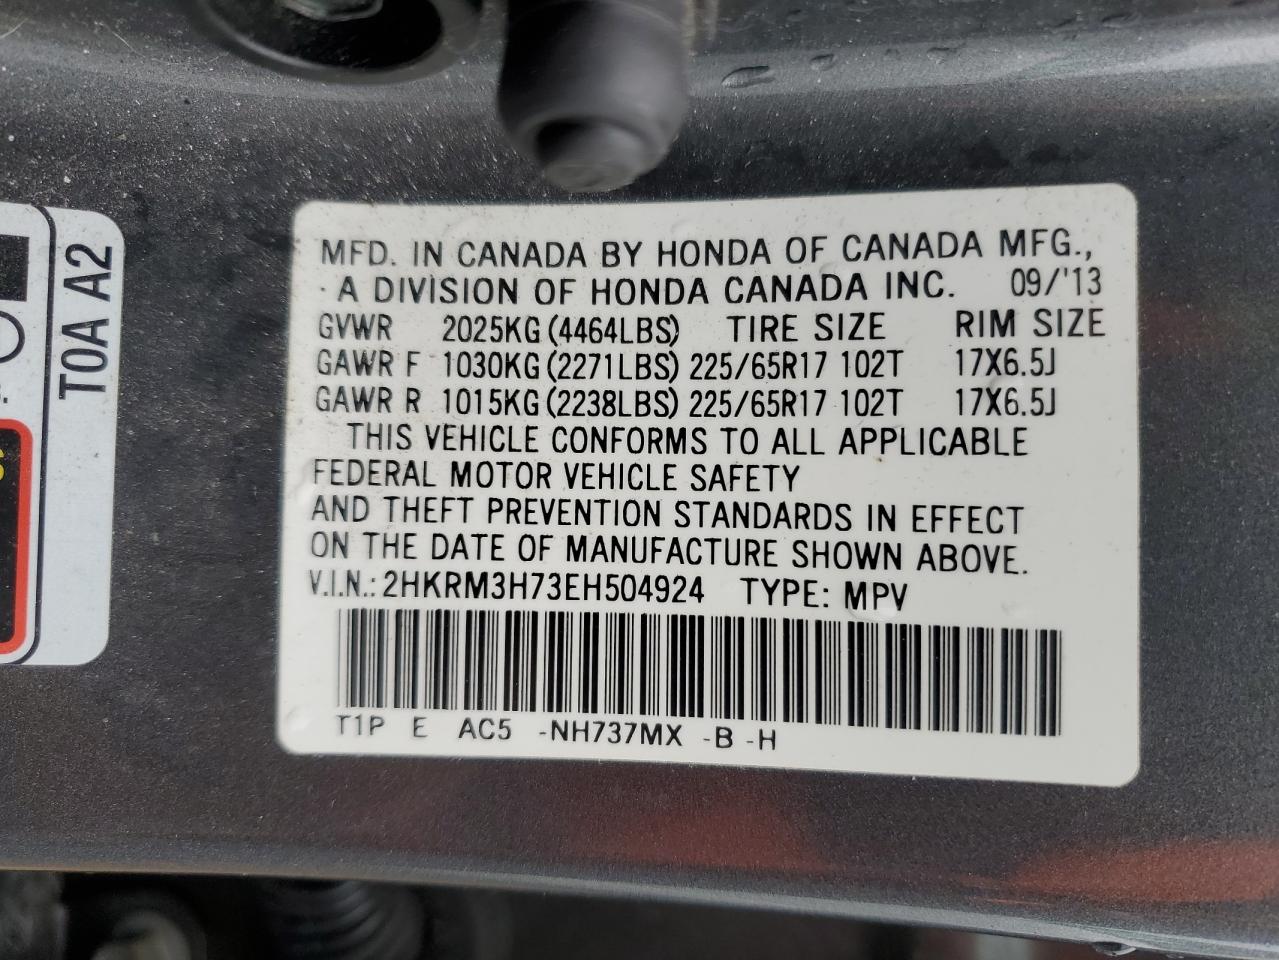 MFD. IN CANADA BY HONDA OF CANADA MFG.,
A DIVISION OF HONDA CANADA INC. 09/'13
GVWR 2025KG (4464LBS) TIRE SIZE RIM SIZE
GAWR F 1030KG (2271LBS) 225/65R17 102T 17X6.5J
GAWR R 1015KG (2238LBS) 225/65R17 102T 17X6.5J
THIS VEHICLE CONFORMS TO ALL APPLICABLE
FEDERAL MOTOR VEHICLE SAFETY
AND THEFT PREVENTION STANDARDS IN EFFECT
ON THE DATE OF MANUFACTURE SHOWN ABOVE.
V.I.N.: 2HKRM3H73EH504924 TYPE: MPV
T1P E AC5 -NH737MX -B -H
T0A A2